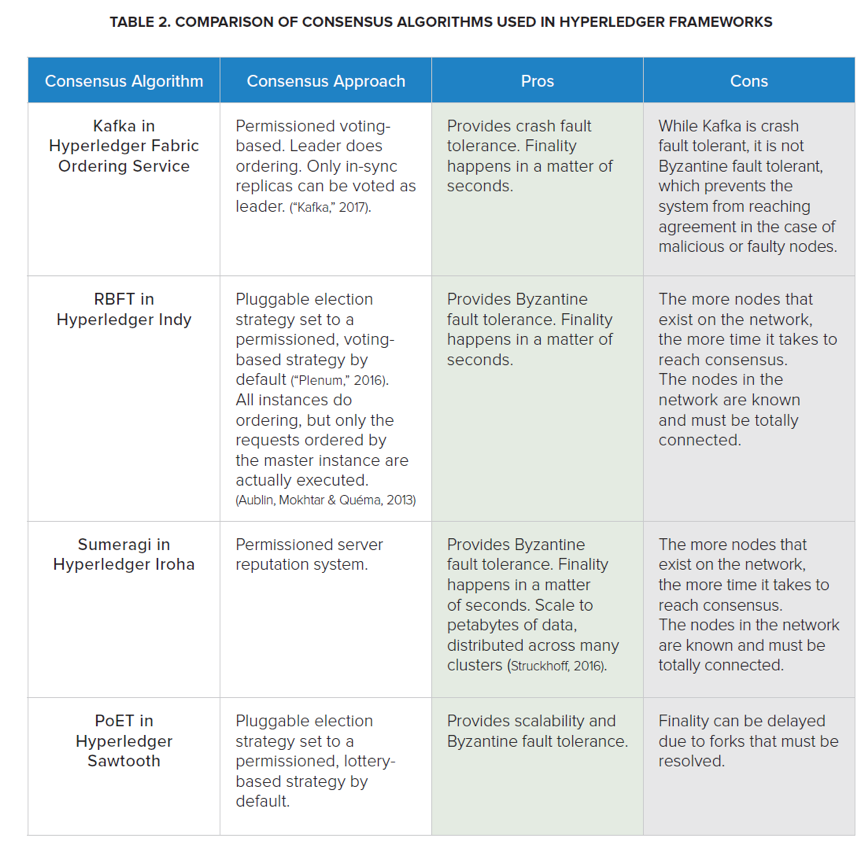 TABLE 2. COMPARISON OF CONSENSUS ALGORITHMS USED IN HYPERLEDGER FRAMEWORKS
Consensus Algorithm
Consensus Approach
Pros
Cons
Kafka in
Hyperledger Fabric
Ordering Service
Permissioned voting-
based. Leader does
ordering. Only in-sync
replicas can be voted as
leader. ("Kafka," 2017).
Provides crash fault
tolerance. Finality
happens in a matter of
seconds.
While Kafka is crash
fault tolerant, it is not
Byzantine fault tolerant,
which prevents the
system from reaching
agreement in the case of
malicious or faulty nodes.
RBFT in
Hyperledger Indy
Pluggable election
strategy set to a
permissioned, voting-
based strategy by
default ("Plenum," 2016).
All instances do
ordering, but only the
requests ordered by
the master instance are
actually executed.
(Aublin, Mokhtar & Quéma, 2013)
Provides Byzantine
fault tolerance. Finality
happens in a matter of
seconds.
The more nodes that
exist on the network,
the more time it takes to
reach consensus.
The nodes in the
network are known
and must be totally
connected.
Sumeragi in
Hyperledger Iroha
Permissioned server
reputation system.
Provides Byzantine
fault tolerance. Finality
happens in a matter
of seconds. Scale to
petabytes of data,
distributed across many
clusters (Struckhoff, 2016).
The more nodes that
exist on the network,
the more time it takes to
reach consensus.
The nodes in the network
are known and must be
totally connected.
PoET in
Hyperledger
Sawtooth
Pluggable election
strategy set to a
permissioned, lottery-
based strategy by
default.
Provides scalability and
Byzantine fault tolerance.
Finality can be delayed
due to forks that must be
resolved.